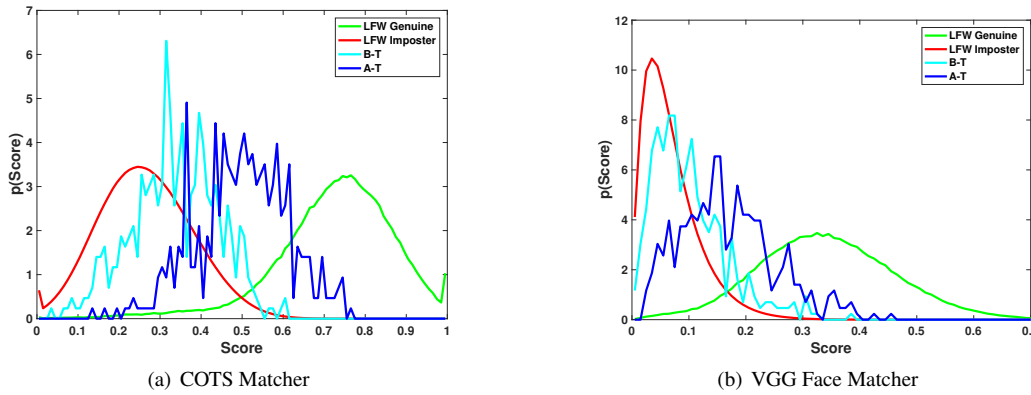 7
6
5
4
3
2
1
0
p(Score)
0 0.1 0.2 0.3 0.4 0.5 0.6 0.7 0.8 0.9 1
Score
LFW Genuine
LFW Imposter
B-T
A-T
(a) COTS Matcher
12
10
8
6
4
2
0
p(Score)
0 0.1 0.2 0.3 0.4 0.5 0.6
Score
LFW Genuine
LFW Imposter
B-T
A-T
(b) VGG Face Matcher